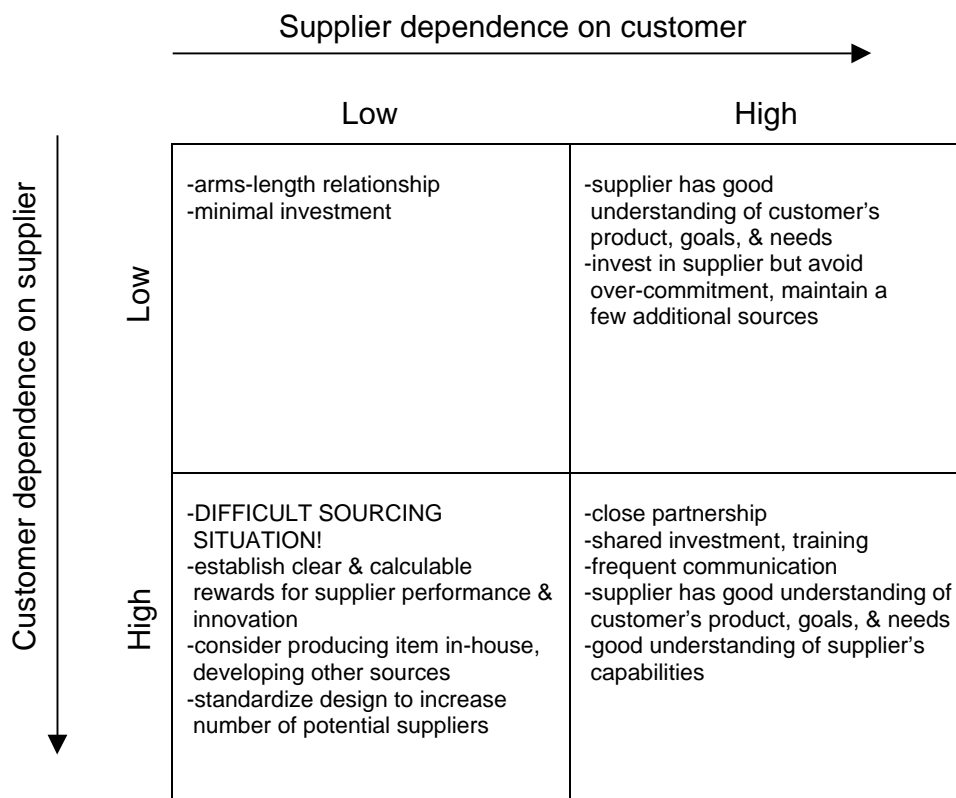 Supplier dependence on customer
Low
High
Customer dependence on supplier
Low
-arms-length relationship
-minimal investment
-supplier has good
understanding of customer’s
product, goals, & needs
-invest in supplier but avoid
over-commitment, maintain a
few additional sources
High
-DIFFICULT SOURCING
SITUATION!
-establish clear & calculable
rewards for supplier performance &
innovation
-consider producing item in-house,
developing other sources
-standardize design to increase
number of potential suppliers
-close partnership
-shared investment, training
-frequent communication
-supplier has good understanding of
customer’s product, goals, & needs
-good understanding of supplier’s
capabilities